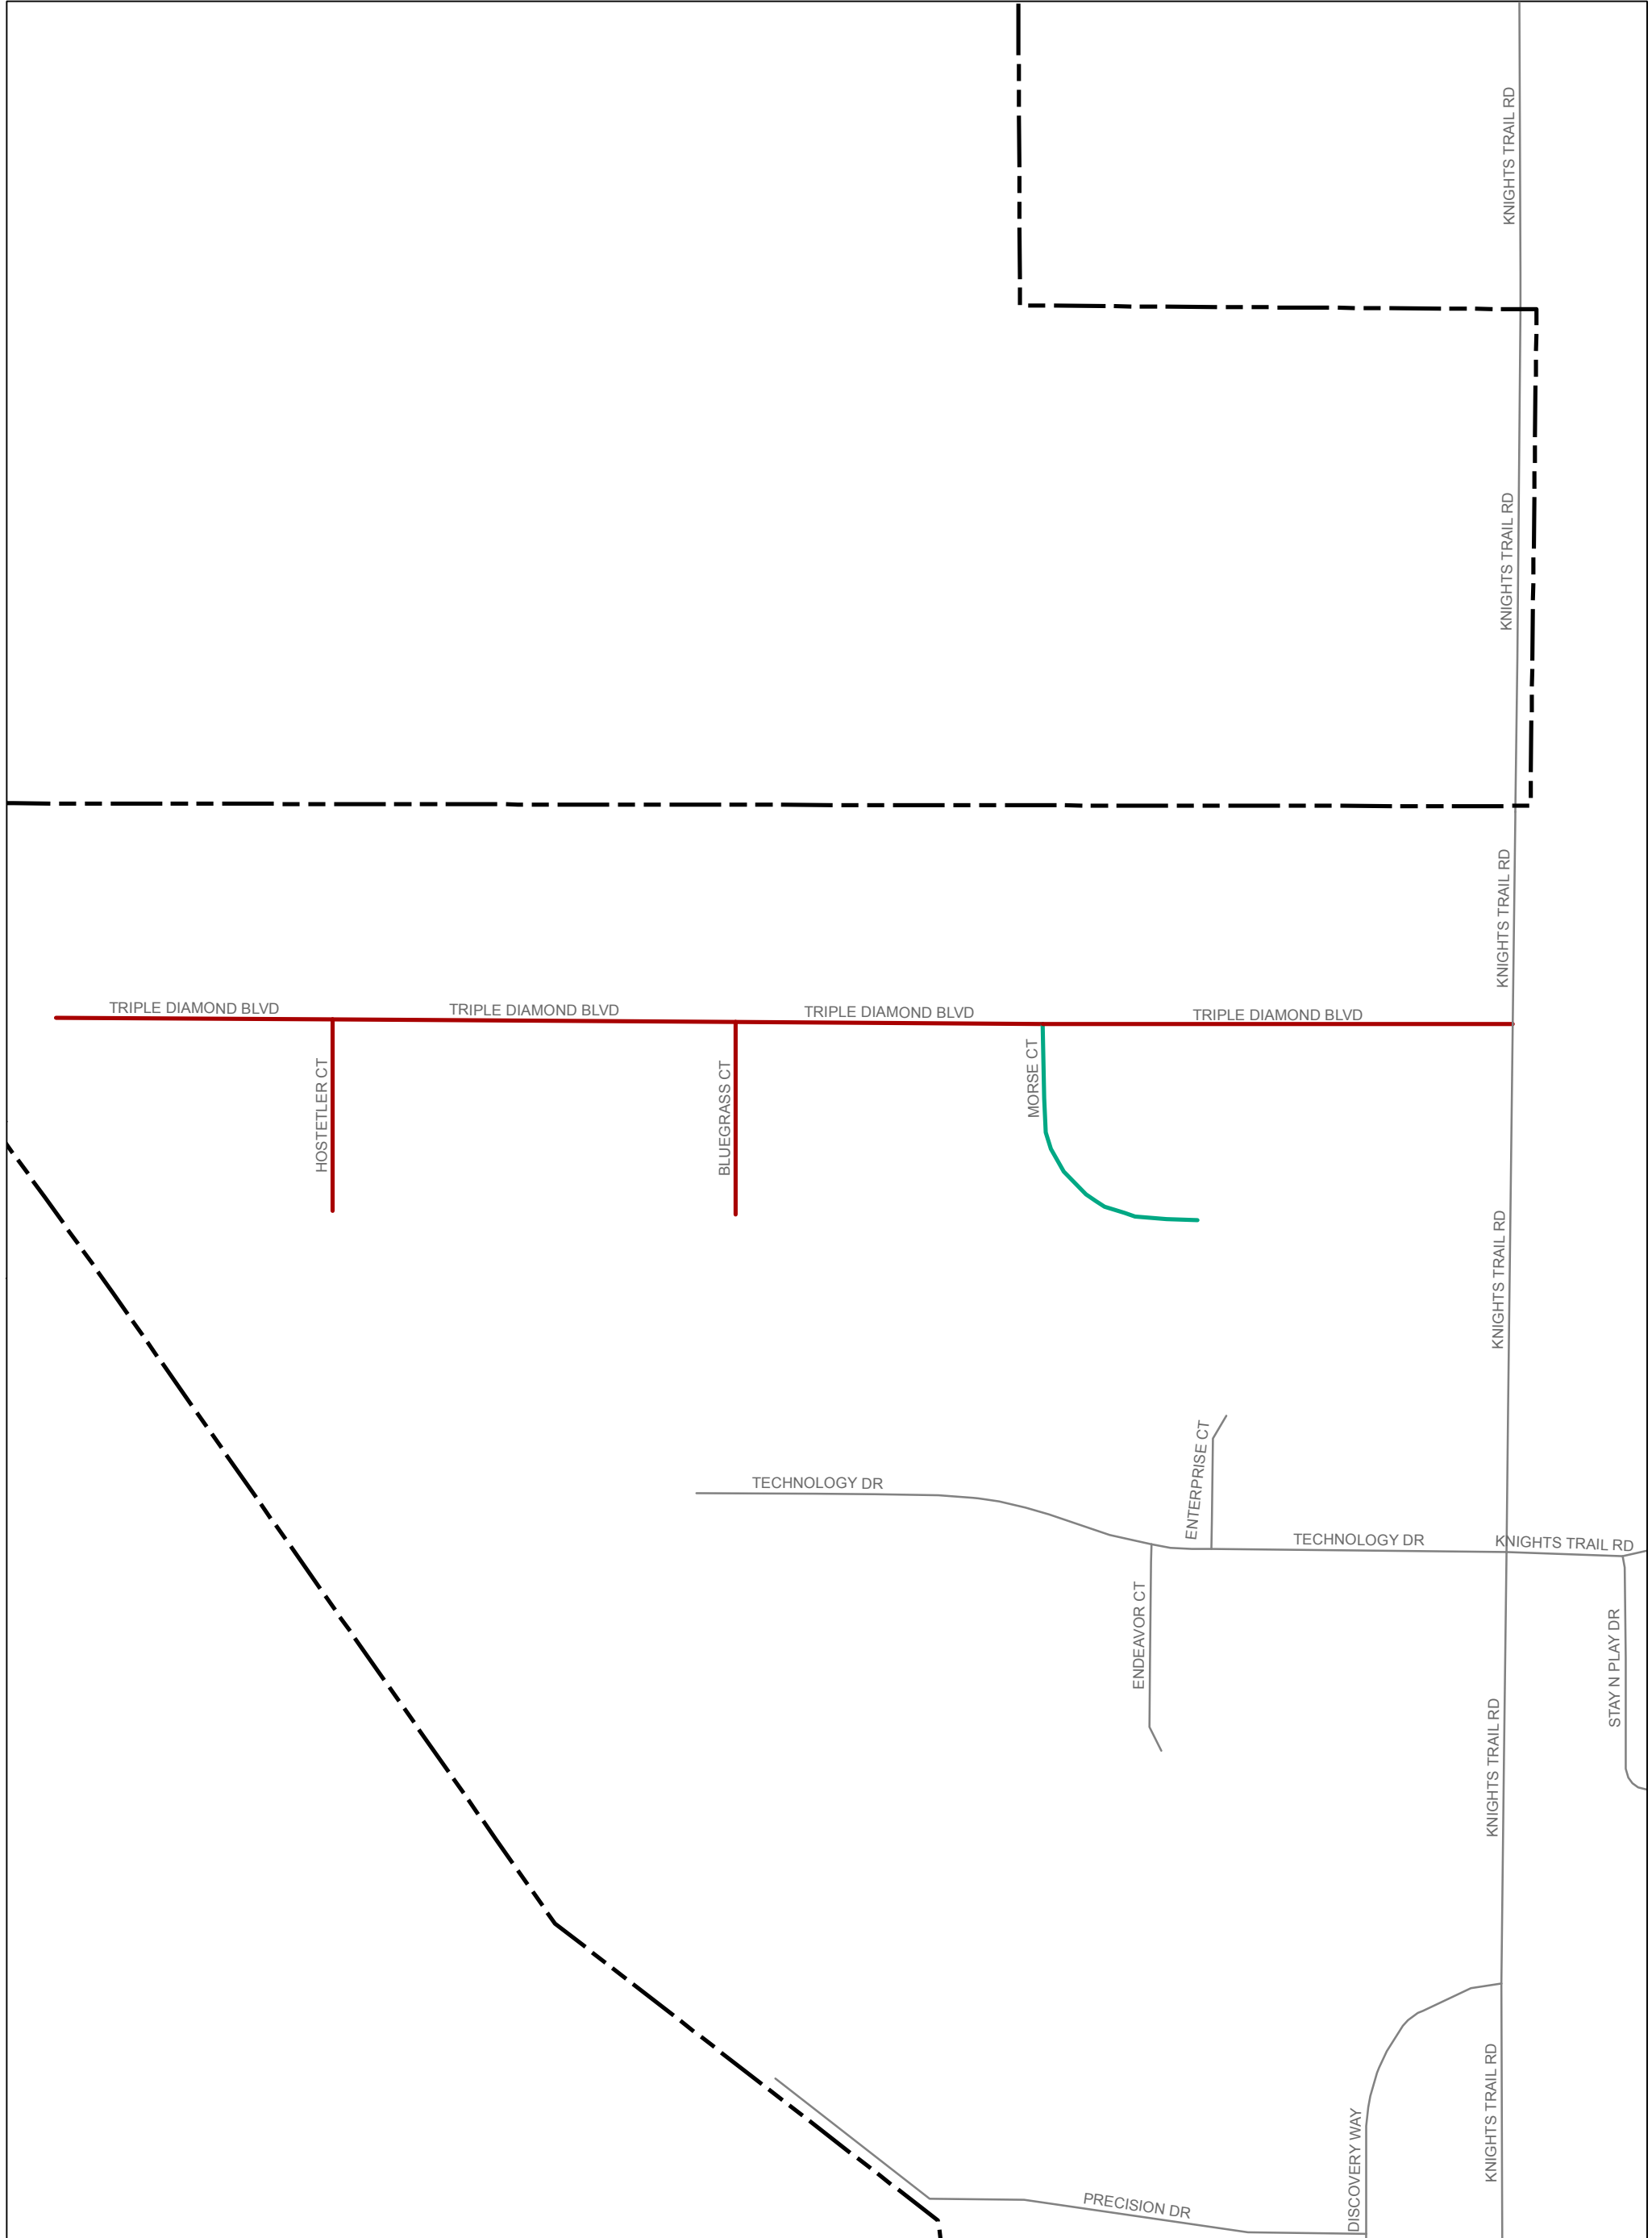 KNIGHTS TRAIL RD
KNIGHTS TRAIL RD
KNIGHTS TRAIL RD
TRIPLE DIAMOND BLVD
TRIPLE DIAMOND BLVD
TRIPLE DIAMOND BLVD
TRIPLE DIAMOND BLVD
HOSTETLER CT
BLUEGRASS CT
MORSE CT
KNIGHTS TRAIL RD
ENTERPRISE CT
TECHNOLOGY DR
TECHNOLOGY DR
KNIGHTS TRAIL RD
ENDEAVOR CT
STAY N PLAY DR
KNIGHTS TRAIL RD
KNIGHTS TRAIL RD
DISCOVERY WAY
PRECISION DR